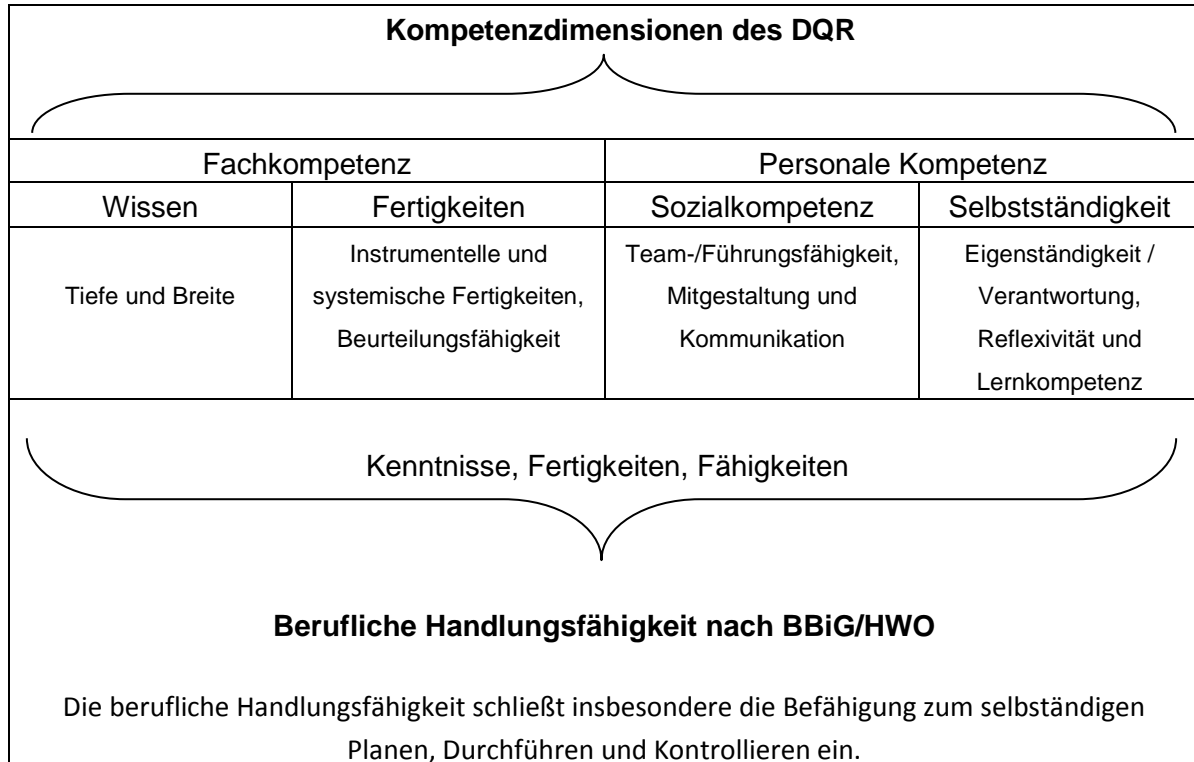 Kompetenzdimensionen des DQR
Fachkompetenz
Personale Kompetenz
Wissen
Fertigkeiten
Sozialkompetenz
Selbstständigkeit
Tiefe und Breite
Instrumentelle und
systemische Fertigkeiten,
Beurteilungsfähigkeit
Team-/Führungsfähigkeit,
Mitgestaltung und
Kommunikation
Eigenständigkeit /
Verantwortung,
Reflexivität und
Lernkompetenz
Kenntnisse, Fertigkeiten, Fähigkeiten
Berufliche Handlungsfähigkeit nach BBiG/HWO
Die berufliche Handlungsfähigkeit schließt insbesondere die Befähigung zum selbständigen
Planen, Durchführen und Kontrollieren ein.